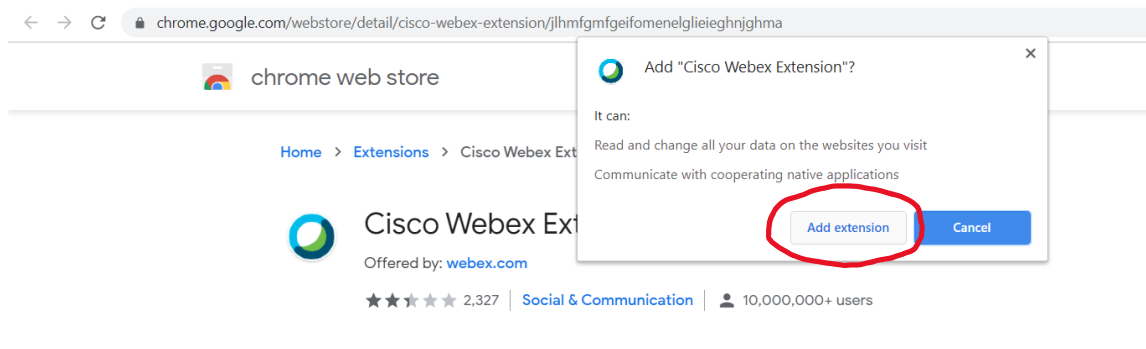 chrome.google.com/webstore/detail/cisco-webex-extension/jlhmfgmfgeifomenelglieieghnjghma
chrome web store
Add "Cisco Webex Extension"?
It can:
Read and change all your data on the websites you visit
Communicate with cooperating native applications
Add extension
Cancel
Home > Extensions > Cisco Webex Ext
Cisco Webex Ext
Offered by: webex.com
2,327 Social & Communication 10,000,000+ users